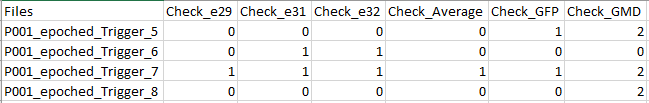 Files Check_e29 Check_e31 Check_e32 Check_Average Check_GFP Check_GMD
P001_epoched_Trigger_5 0 0 0 0 1 2
P001_epoched_Trigger_6 0 1 1 0 0 0
P001_epoched_Trigger_7 1 1 1 1 1 2
P001_epoched_Trigger_8 0 0 0 0 0 2